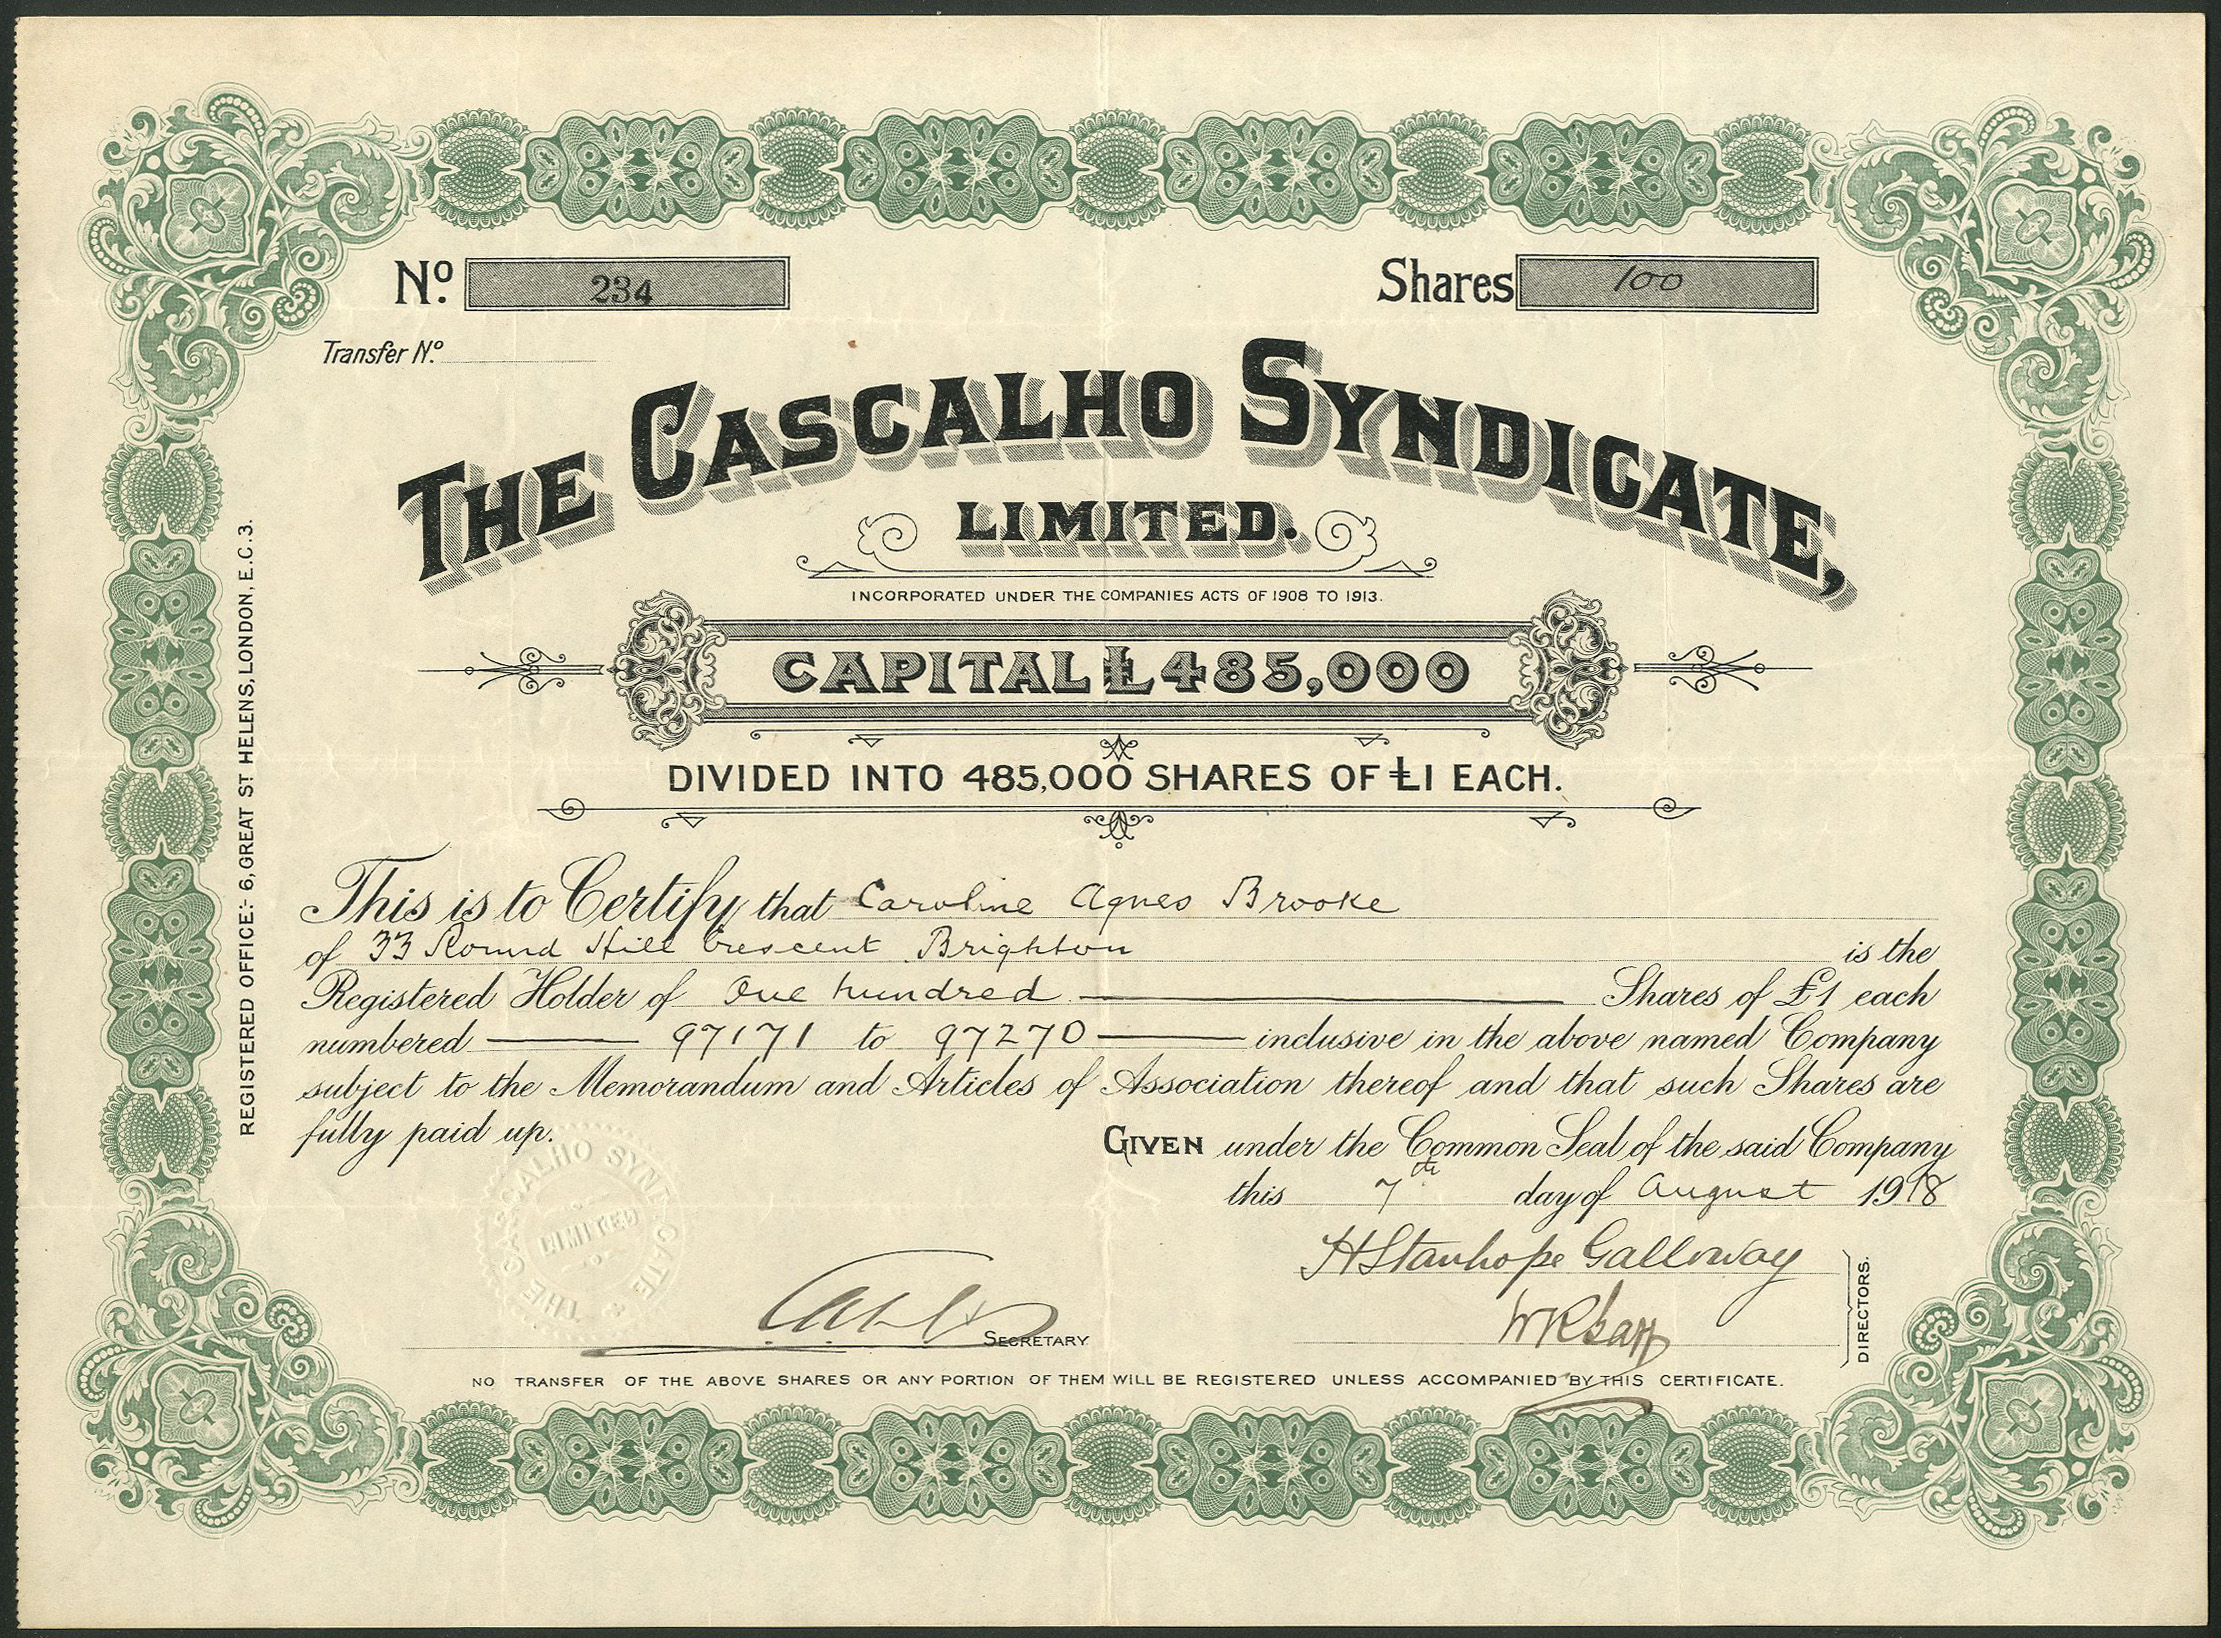 No. 234
Shares 100
Transfer No.
THE CASCALHO SYNDICATE,
LIMITED.
INCORPORATED UNDER THE COMPANIES ACTS OF 1908 TO 1913.
CAPITAL £485,000
DIVIDED INTO 485,000 SHARES OF £1 EACH.
REGISTERED OFFICE:- 6, GREAT ST HELENS, LONDON, E.C.3.
This is to Certify that Caroline Agnes Brooke
of 33 Round Hill Crescent Brighton is the
Registered Holder of One hundred Shares of £1 each
numbered 97171 to 97270 inclusive in the above named Company
subject to the Memorandum and Articles of Association thereof and that such Shares are
fully paid up.
GIVEN under the Common Seal of the said Company
this 7th day of August 1918
THE CASCALHO SYNDICATE
LIMITED
H Stanhope Galloway
SECRETARY
DIRECTORS.
NO TRANSFER OF THE ABOVE SHARES OR ANY PORTION OF THEM WILL BE REGISTERED UNLESS ACCOMPANIED BY THIS CERTIFICATE.